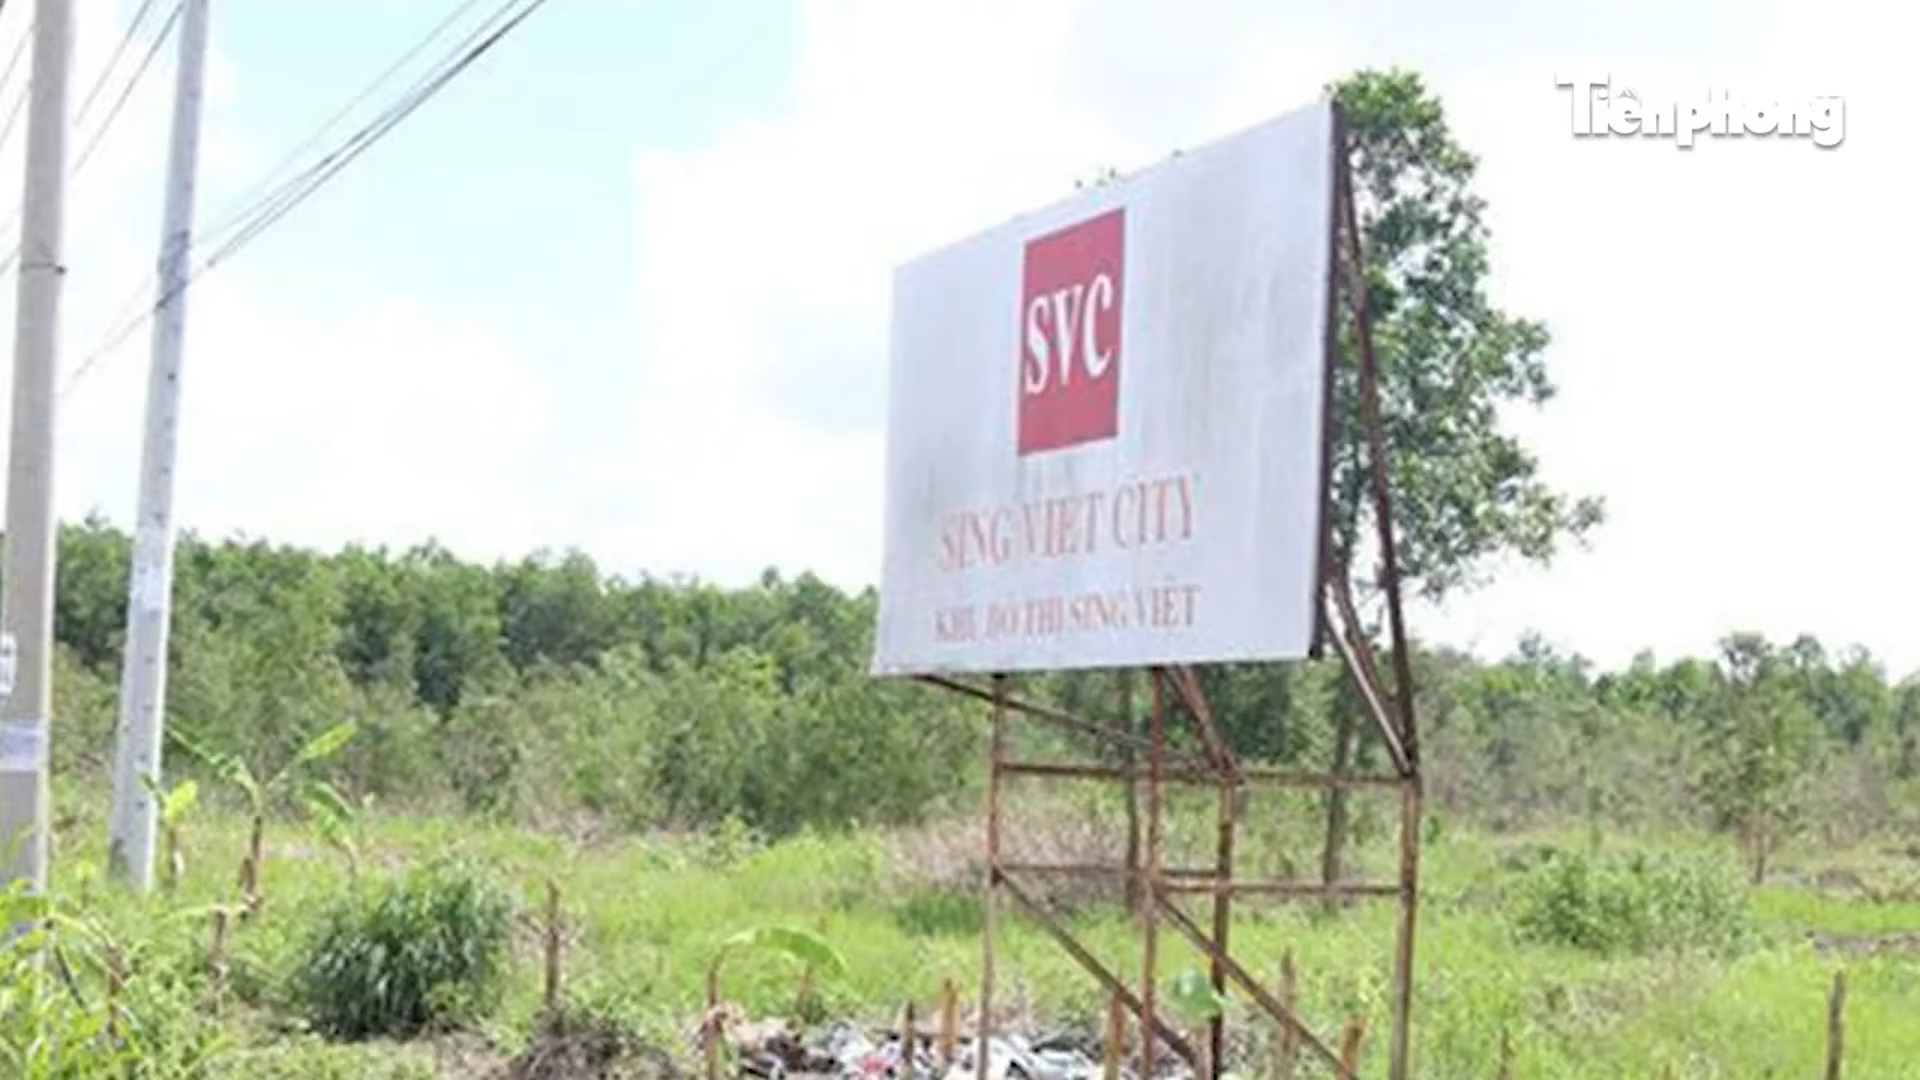 Tiền phong
SVC
SING VIET CITY
KHU ĐÔ THỊ SING VIỆT